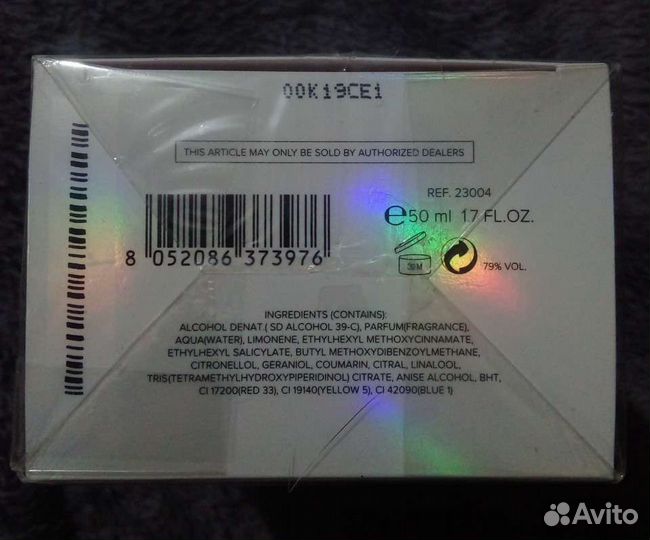 00K19CE1
THIS ARTICLE MAY ONLY BE SOLD BY AUTHORIZED DEALERS
REF. 23004
e50 ml 17 FL.OZ.
8 052086 373976
30M
79% VOL.
INGREDIENTS (CONTAINS):
ALCOHOL DENAT.( SD ALCOHOL 39-C), PARFUM(FRAGRANCE),
AQUA(WATER), LIMONENE, ETHYLHEXYL METHOXYCINNAMATE,
ETHYLHEXYL SALICYLATE, BUTYL METHOXYDIBENZOYLMETHANE,
CITRONELLOL, GERANIOL, COUMARIN, CITRAL, LINALOOL,
TRIS(TETRAMETHYLHYDROXYPIPERIDINOL) CITRATE, ANISE ALCOHOL, BHT,
CI 17200(RED 33), CI 19140(YELLOW 5), CI 42090(BLUE 1)
Avito